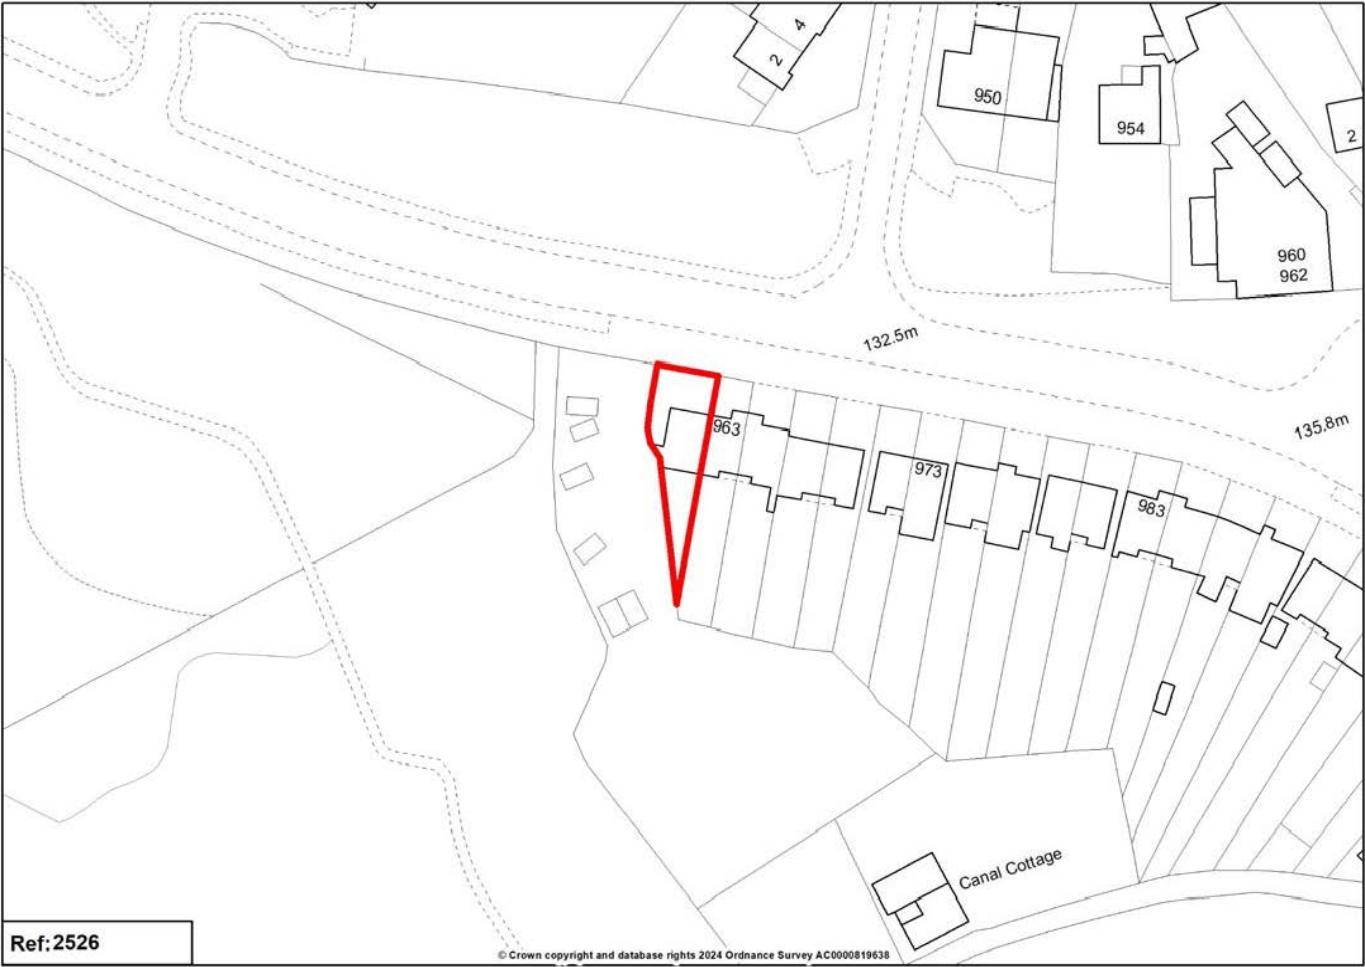 4
2
950
954
2
960
962
132.5m
135.8m
963
973
983
Canal Cottage
Ref:2526
© Crown copyright and database rights 2024 Ordnance Survey AC0000819638